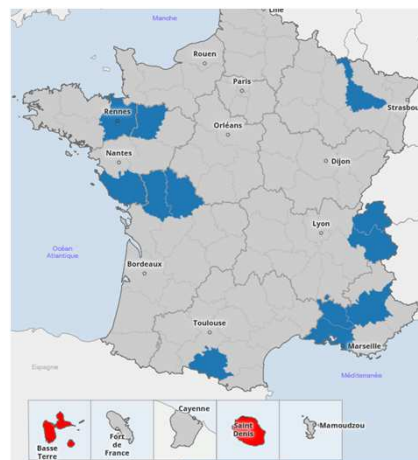 Manche
Lille
Rouen
Paris
Strasbou
Rennes
Orléans
Nantes
Dijon
Océan
Atlantique
Lyon
Bordeaux
Toulouse
Marseille
Espagne
Méditerranée
Basse
Terre
Fort
de
France
Cayenne
Saint
Denis
Mamoudzou